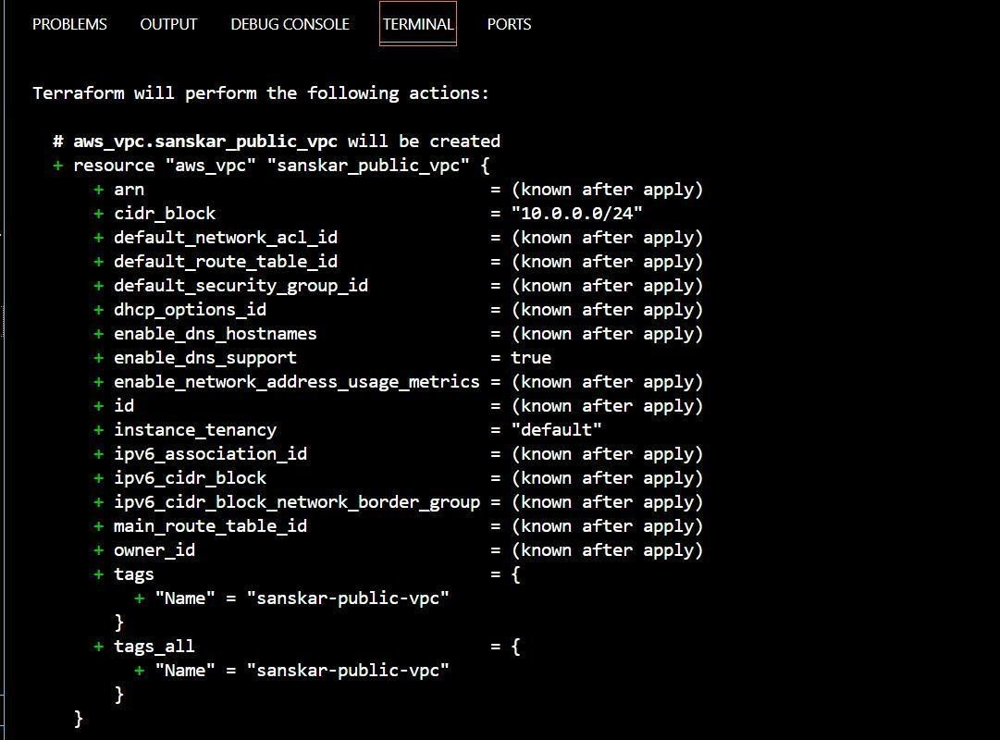 PROBLEMS OUTPUT DEBUG CONSOLE TERMINAL PORTS
Terraform will perform the following actions:
# aws_vpc.sanskar_public_vpc will be created
+ resource "aws_vpc" "sanskar_public_vpc" {
+ arn = (known after apply)
+ cidr_block = "10.0.0.0/24"
+ default_network_acl_id = (known after apply)
+ default_route_table_id = (known after apply)
+ default_security_group_id = (known after apply)
+ dhcp_options_id = (known after apply)
+ enable_dns_hostnames = (known after apply)
+ enable_dns_support = true
+ enable_network_address_usage_metrics = (known after apply)
+ id = (known after apply)
+ instance_tenancy = "default"
+ ipv6_association_id = (known after apply)
+ ipv6_cidr_block = (known after apply)
+ ipv6_cidr_block_network_border_group = (known after apply)
+ main_route_table_id = (known after apply)
+ owner_id = (known after apply)
+ tags = {
+ "Name" = "sanskar-public-vpc"
}
+ tags_all = {
+ "Name" = "sanskar-public-vpc"
}
}